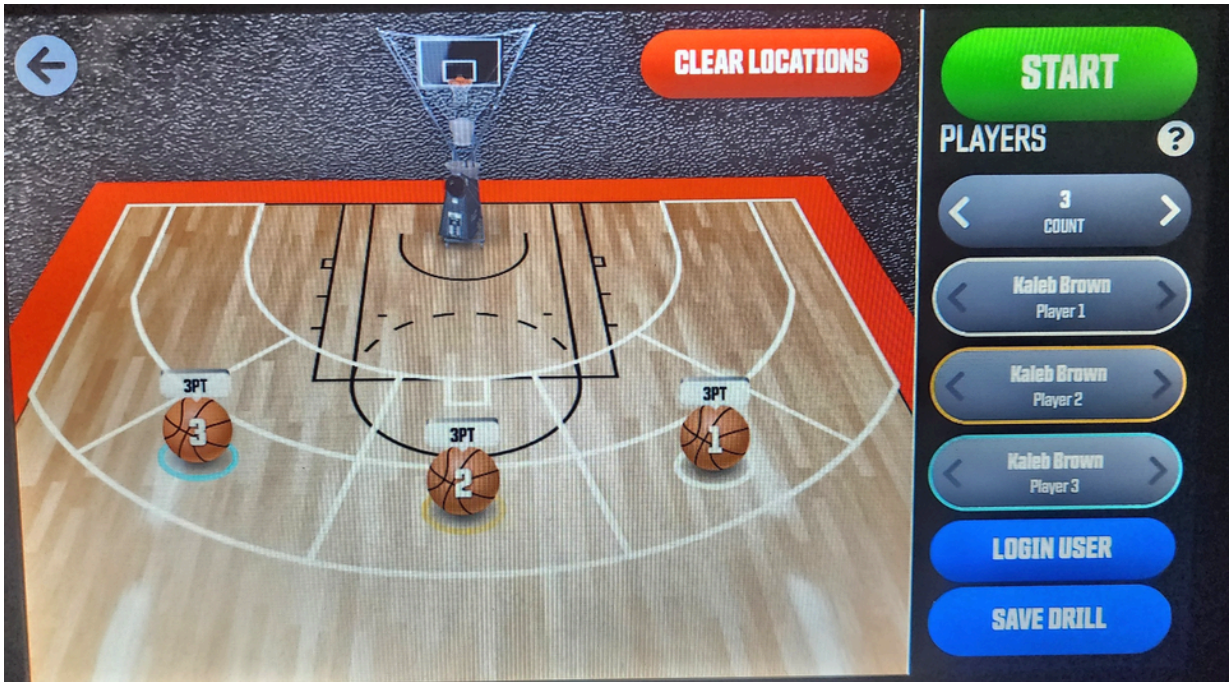 CLEAR LOCATIONS
START
PLAYERS
?
3
COUNT
Kaleb Brown
Player 1
Kaleb Brown
Player 2
Kaleb Brown
Player 3
LOGIN USER
SAVE DRILL
3PT
3
3PT
2
3PT
1